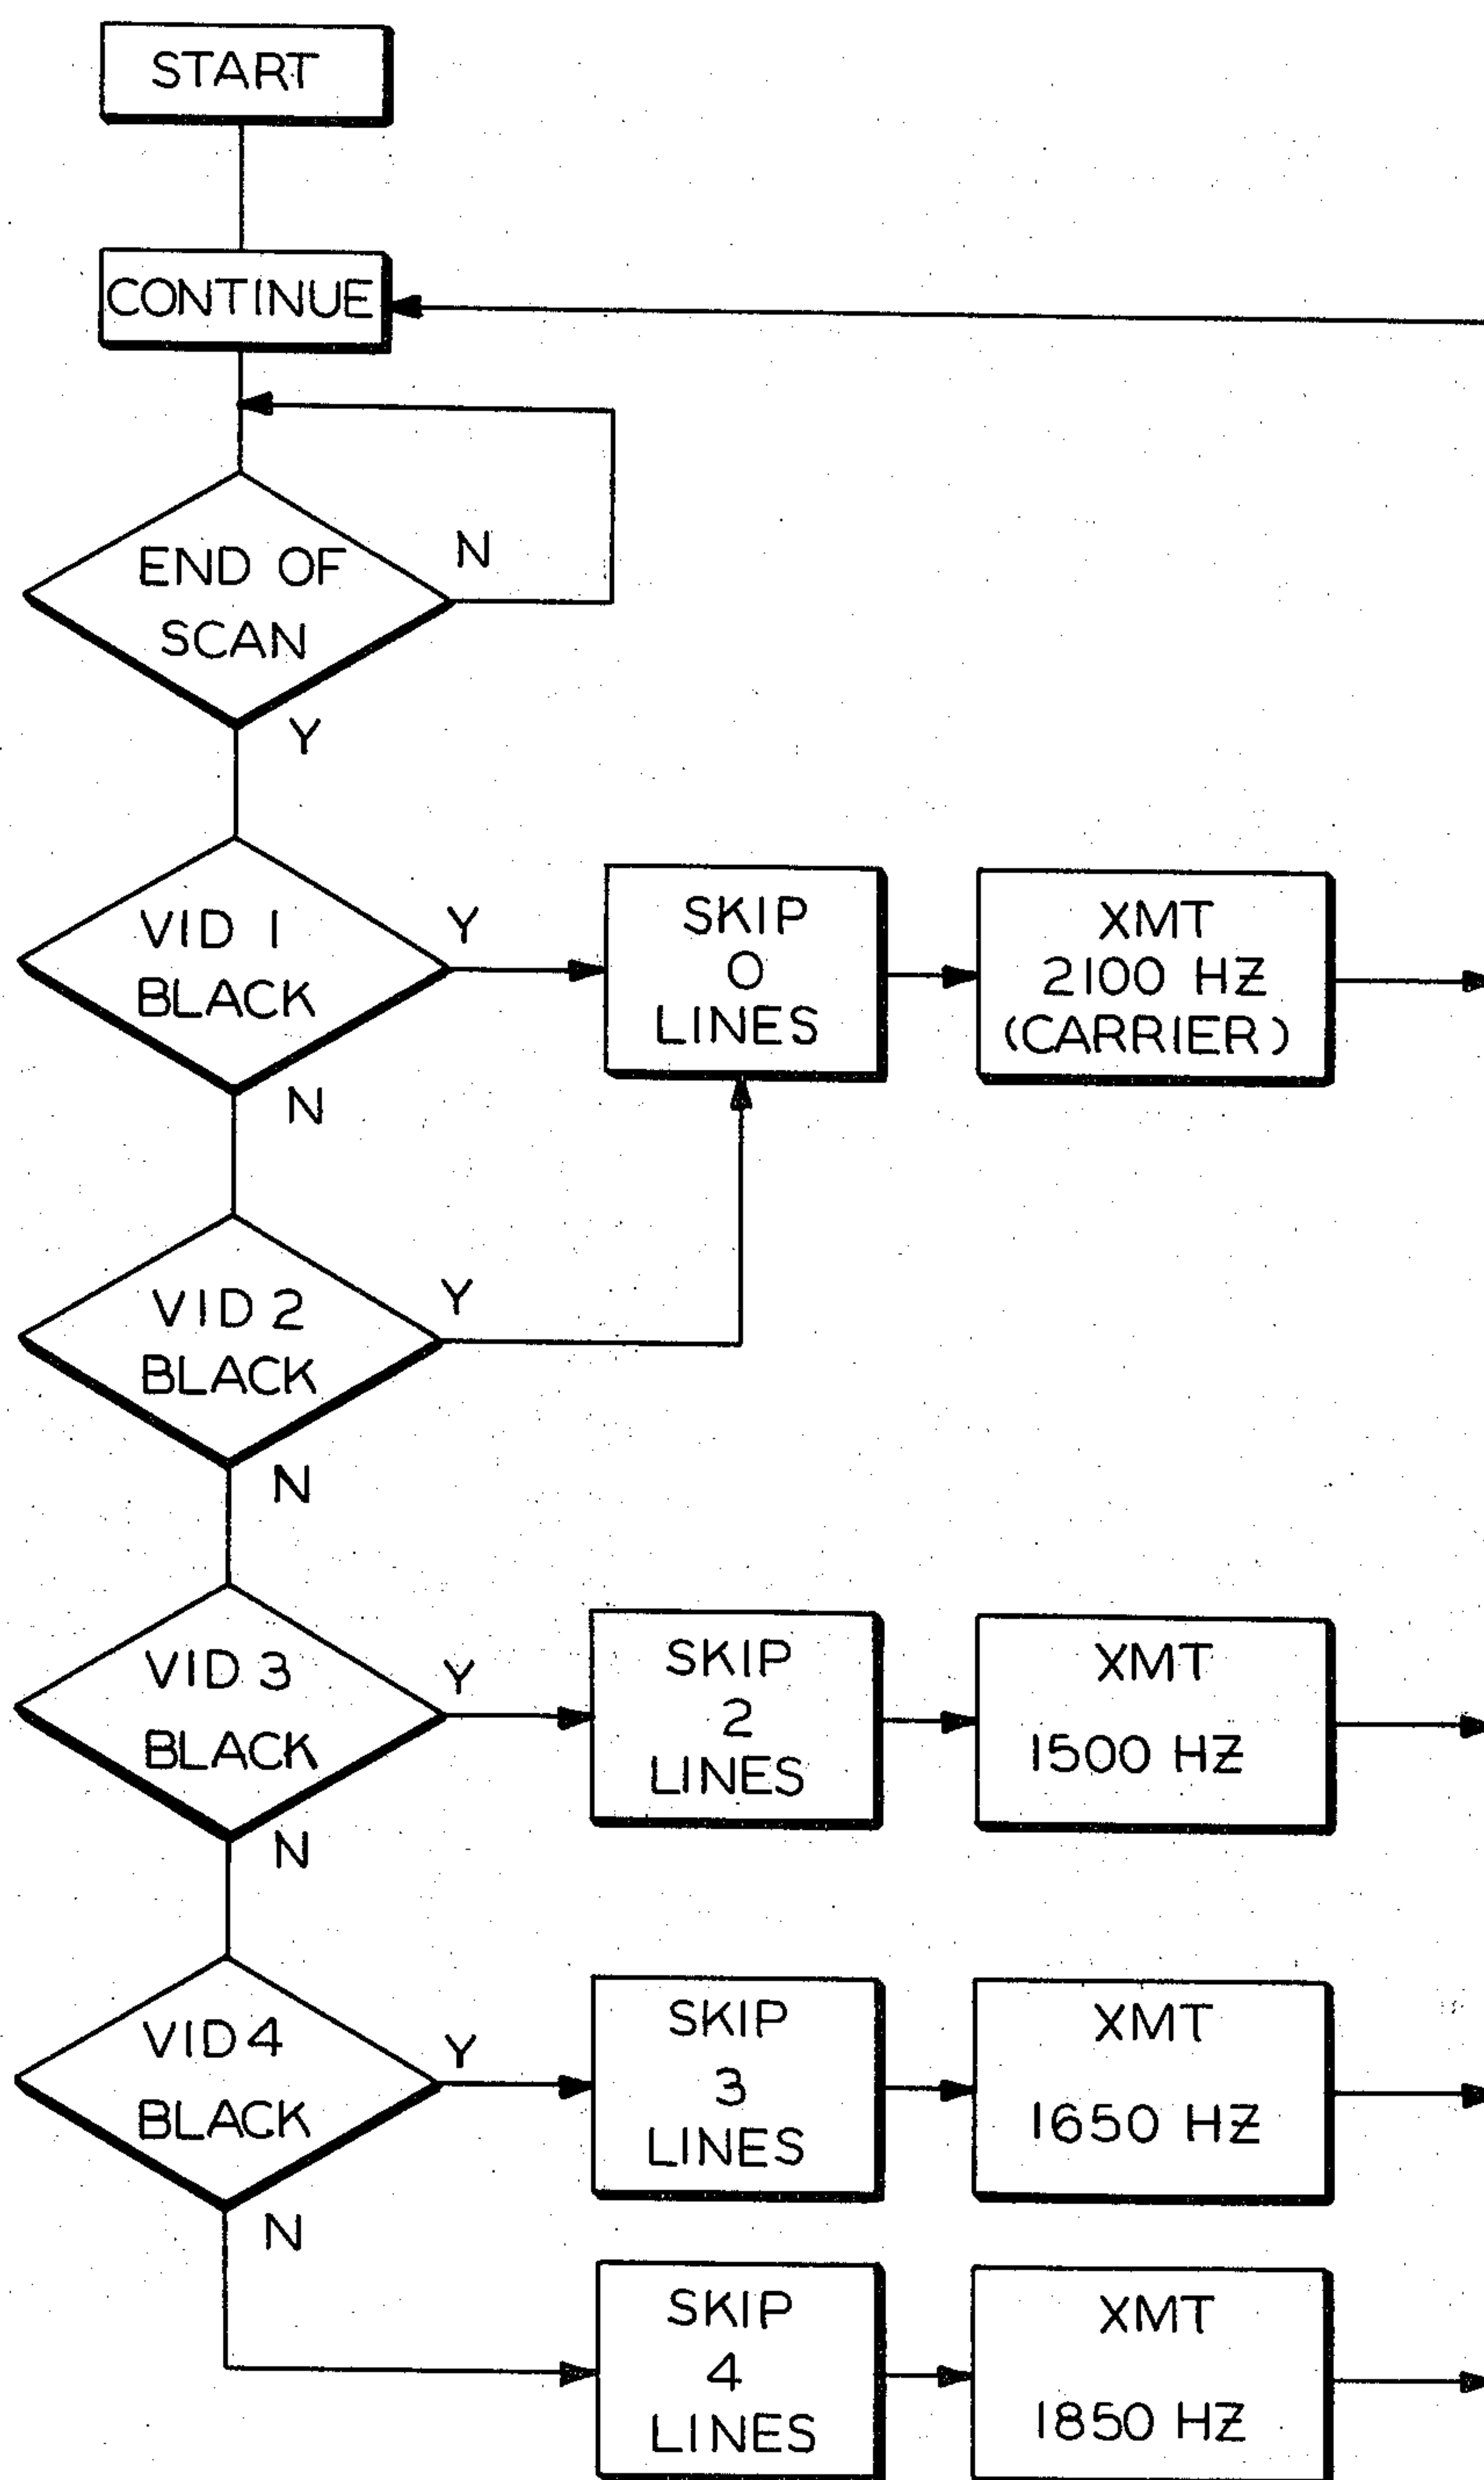 START
CONTINUE
END OF
SCAN
N
Y
VID 1
BLACK
Y
N
SKIP
0
LINES
XMT
2100 HZ
(CARRIER)
VID 2
BLACK
Y
N
VID 3
BLACK
Y
N
SKIP
2
LINES
XMT
1500 HZ
VID 4
BLACK
Y
N
SKIP
3
LINES
XMT
1650 HZ
SKIP
4
LINES
XMT
1850 HZ